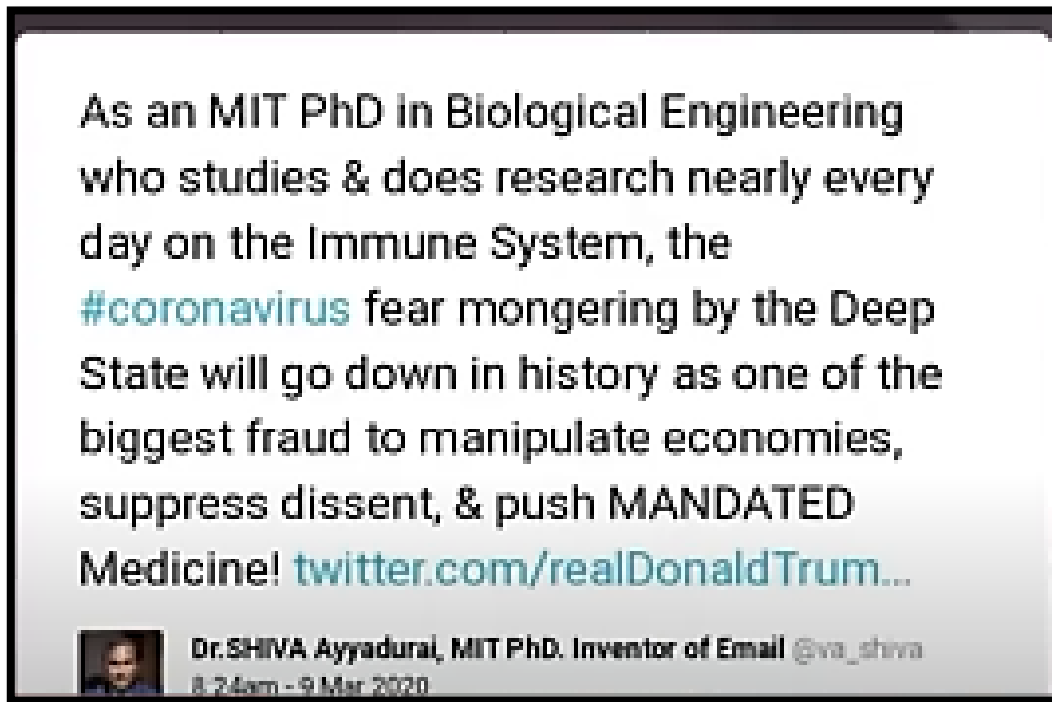 As an MIT PhD in Biological Engineering
who studies & does research nearly every
day on the Immune System, the
#coronavirus fear mongering by the Deep
State will go down in history as one of the
biggest fraud to manipulate economies,
suppress dissent, & push MANDATED
Medicine! twitter.com/realDonaldTrum...
Dr.SHIVA Ayyadurai, MIT PhD. Inventor of Email @va_shiva
8:24am - 9 Mar 2020